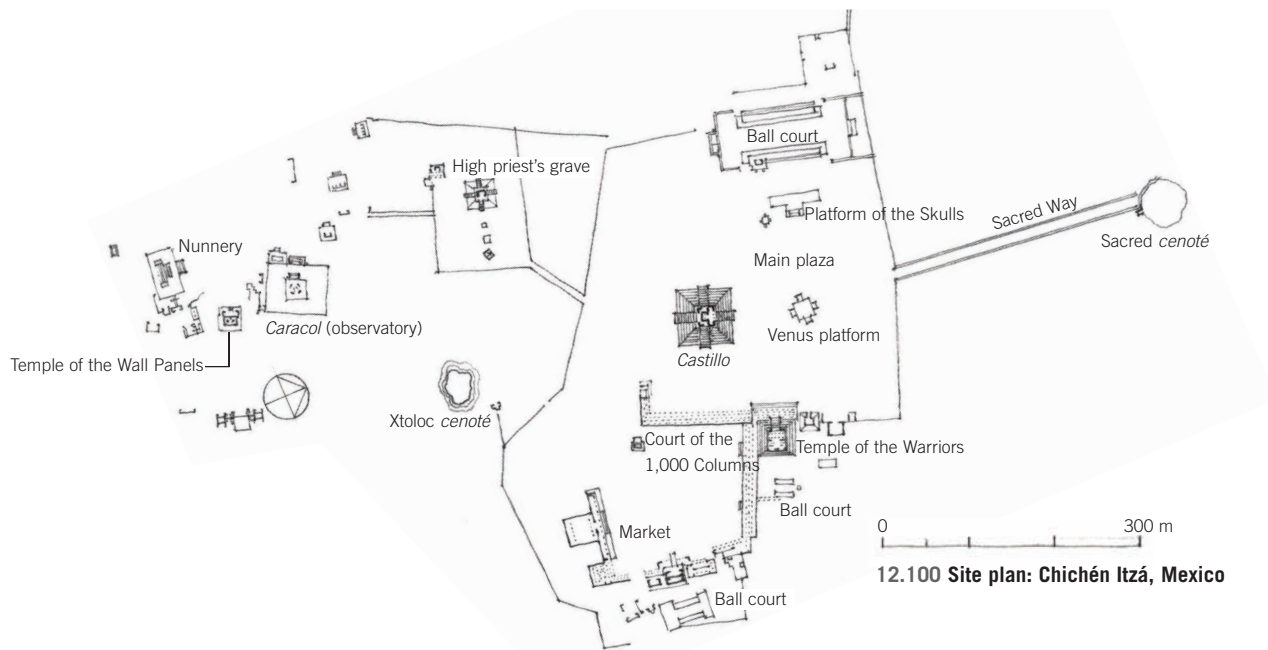 Ball court
High priest's grave
Platform of the Skulls
Sacred Way
Sacred cenoté
Nunnery
Main plaza
Caracol (observatory)
Venus platform
Castillo
Temple of the Wall Panels
Xtoloc cenoté
Court of the
1,000 Columns
Temple of the Warriors
Ball court
Market
0 300 m
12.100 Site plan: Chichén Itzá, Mexico
Ball court